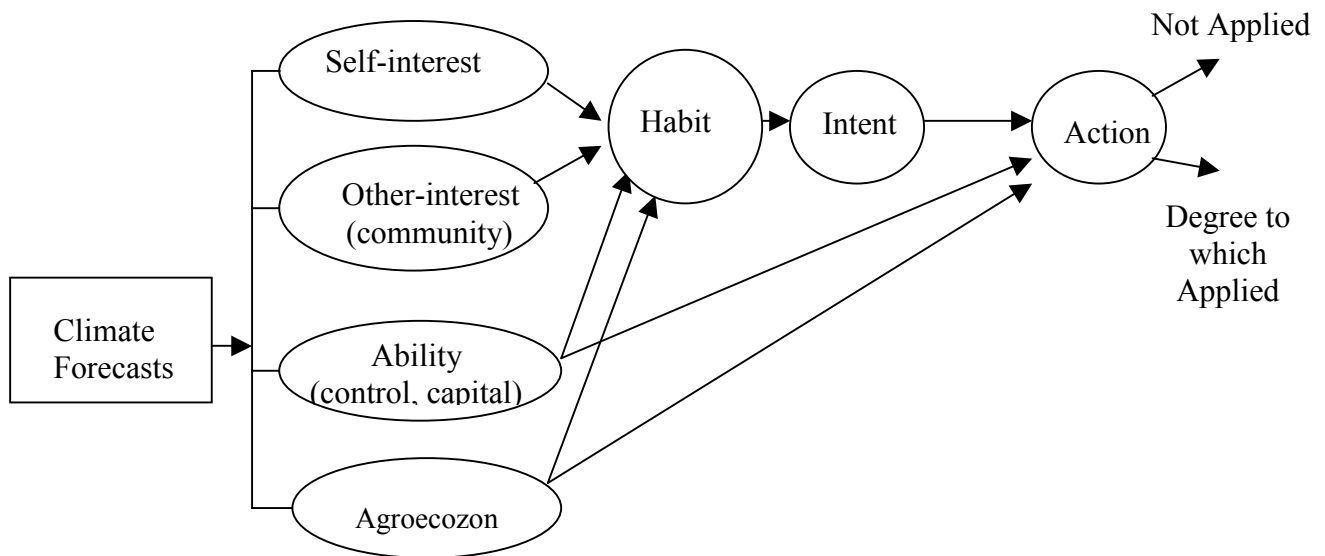 Not Applied
Self-interest
Habit
Intent
Action
Other-interest
(community)
Degree to
which
Applied
Climate
Forecasts
Ability
(control, capital)
Agroecozon